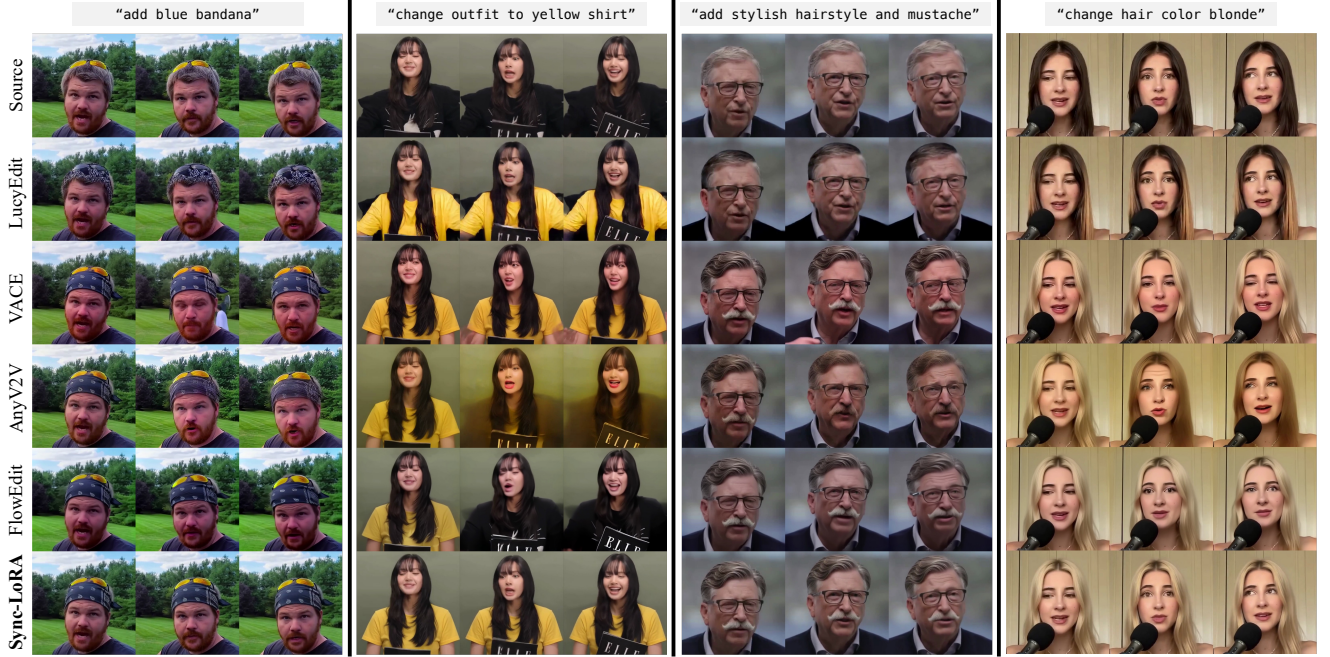 “add blue bandana”
“change outfit to yellow shirt”
“add stylish hairstyle and mustache”
“change hair color blonde”
Source
ELLE
LucyEdit
VACE
AnyV2V
FlowEdit
Sync-LoRA